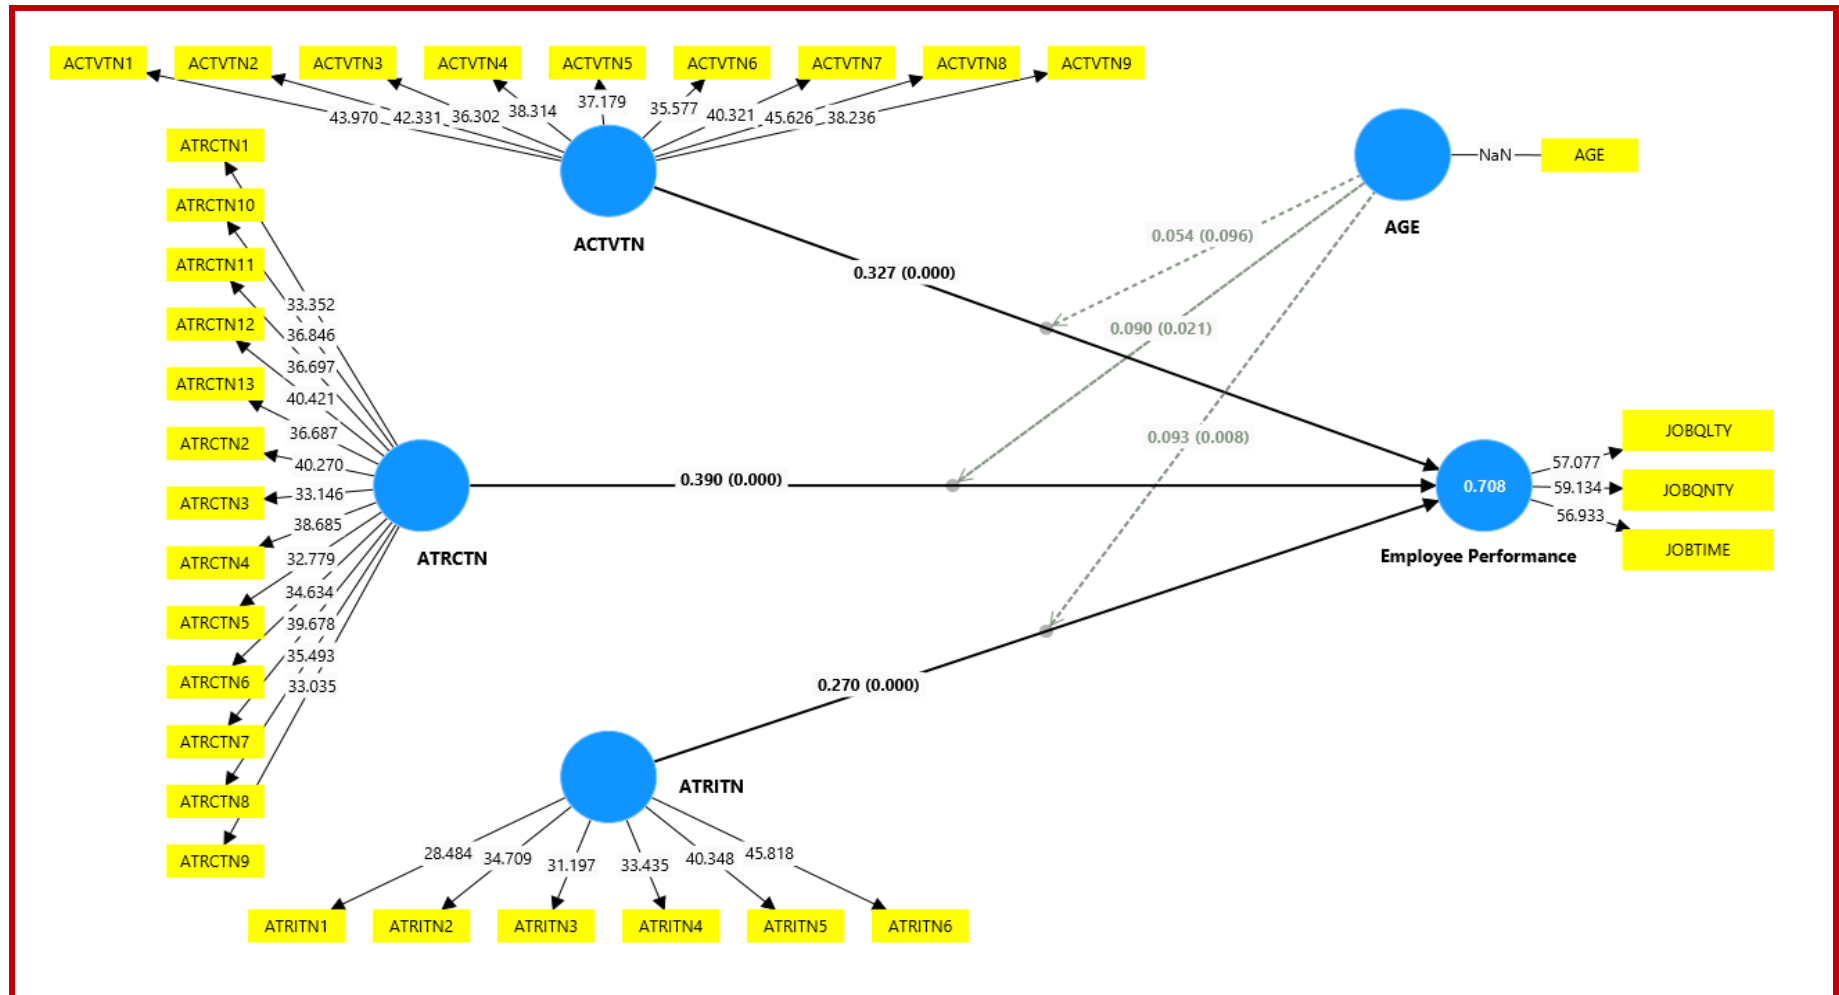 ACTVTN1 ACTVTN2 ACTVTN3 ACTVTN4 ACTVTN5 ACTVTN6 ACTVTN7 ACTVTN8 ACTVTN9
43.970 42.331 36.302 38.314 37.179 35.577 40.321 45.626 38.236
ACTVTN
AGE
NaN
AGE
0.054 (0.096)
0.327 (0.000)
0.090 (0.021)
ATRCTN1
ATRCTN10
ATRCTN11
ATRCTN12
ATRCTN13
ATRCTN2
ATRCTN3
ATRCTN4
ATRCTN5
ATRCTN6
ATRCTN7
ATRCTN8
ATRCTN9
33.352
36.846
36.697
40.421
36.687
40.270
33.146
38.685
32.779
34.634
39.678
35.493
33.035
ATRCTN
0.390 (0.000)
0.093 (0.008)
0.708
Employee Performance
57.077
59.134
56.933
JOBQLTY
JOBQNTY
JOBTIME
0.270 (0.000)
ATRITN
28.484 34.709 31.197 33.435 40.348 45.818
ATRITN1 ATRITN2 ATRITN3 ATRITN4 ATRITN5 ATRITN6